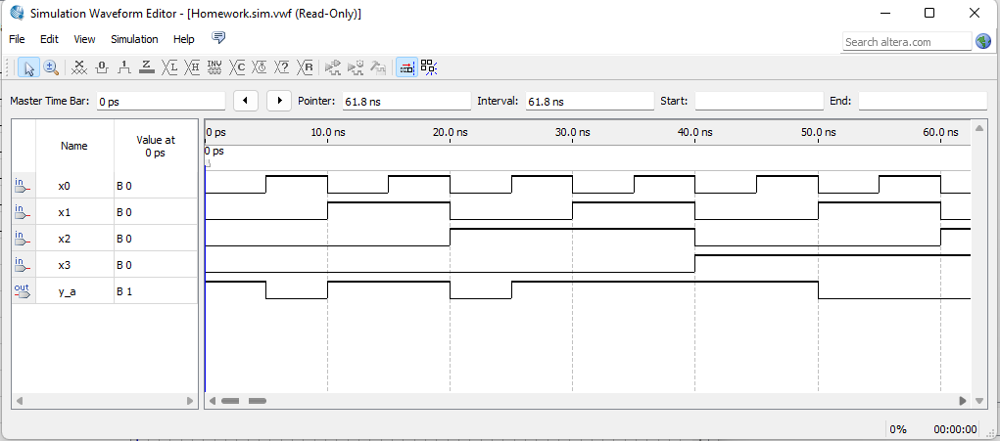 Simulation Waveform Editor - [Homework.sim.vwf (Read-Only)]
File Edit View Simulation Help
Search altera.com
Master Time Bar: 0 ps Pointer: 61.8 ns Interval: 61.8 ns Start: End:
Name Value at 0 ps
0 ps 10.0 ns 20.0 ns 30.0 ns 40.0 ns 50.0 ns 60.0 ns
0 ps
in x0 B 0
in x1 B 0
in x2 B 0
in x3 B 0
out y_a B 1
0% 00:00:00